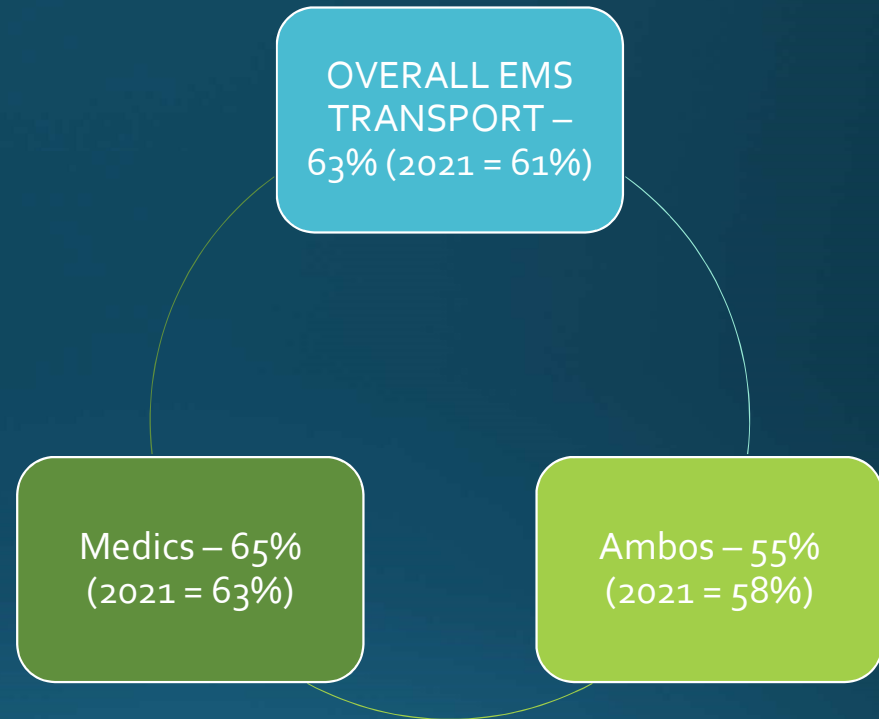 OVERALL EMS
TRANSPORT –
63% (2021 = 61%)
Medics – 65%
(2021 = 63%)
Ambos – 55%
(2021 = 58%)